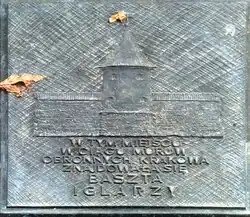 W TYM MIEJSCU
W CIĄGU MURÓW
OBRONNYCH KRAKOWA
ZNAJDOWAŁA SIĘ
BASZTA
IGLARZY